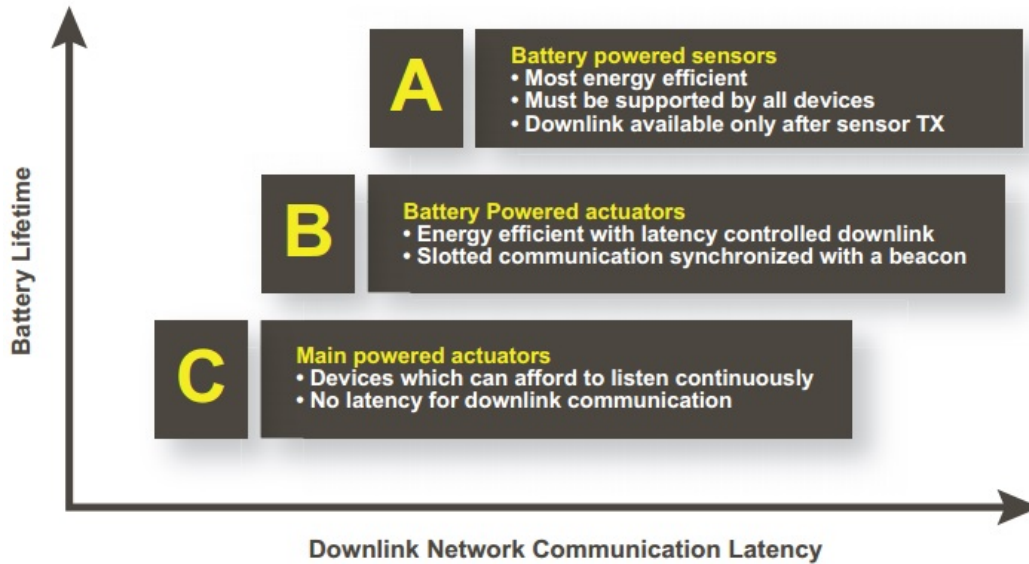 A
Battery powered sensors
• Most energy efficient
• Must be supported by all devices
• Downlink available only after sensor TX
B
Battery Powered actuators
• Energy efficient with latency controlled downlink
• Slotted communication synchronized with a beacon
C
Main powered actuators
• Devices which can afford to listen continuously
• No latency for downlink communication
Battery Lifetime
Downlink Network Communication Latency